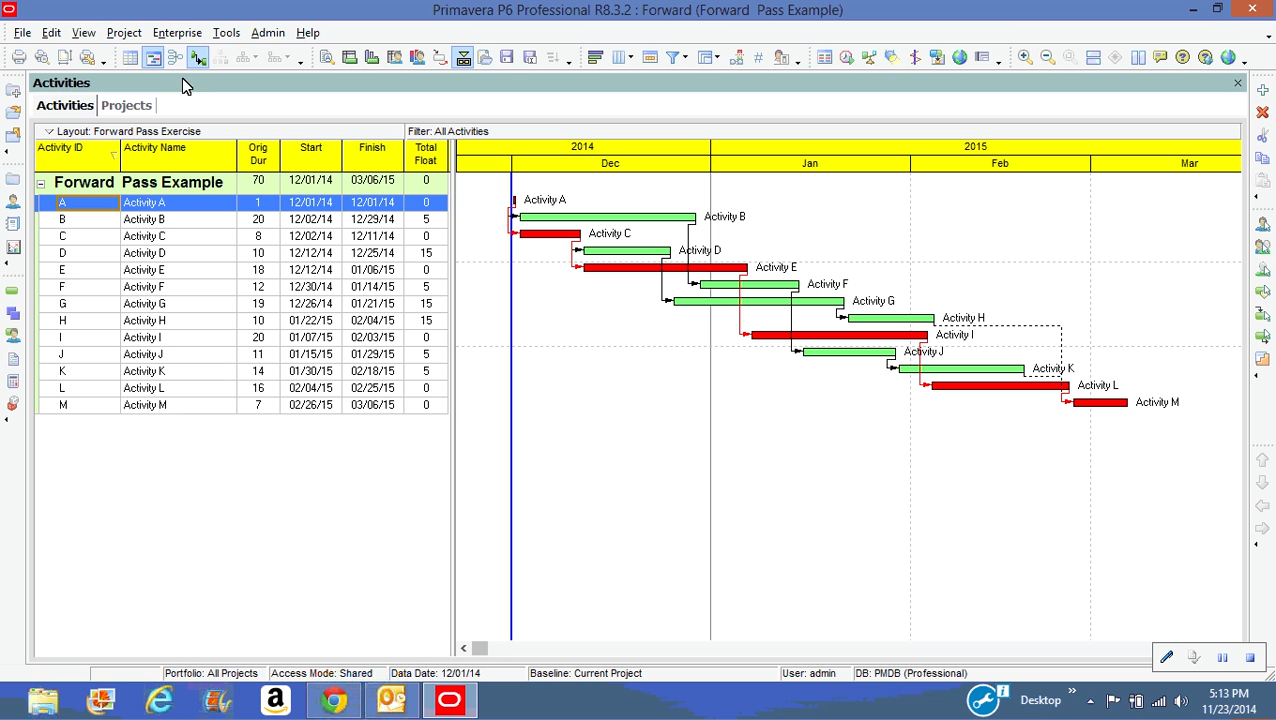 Primavera P6 Professional R8.3.2 : Forward (Forward Pass Example)
File Edit View Project Enterprise Tools Admin Help
Activities
Activities Projects
Layout: Forward Pass Exercise Filter: All Activities
Activity ID Activity Name Orig Dur Start Finish Total Float
2014 2015
Dec Jan Feb Mar
Forward Pass Example 70 12/01/14 03/06/15 0
A Activity A 1 12/01/14 12/01/14 0 Activity A
B Activity B 20 12/02/14 12/29/14 5 Activity B
C Activity C 8 12/02/14 12/11/14 0 Activity C
D Activity D 10 12/12/14 12/25/14 15 Activity D
E Activity E 18 12/12/14 01/06/15 0 Activity E
F Activity F 12 12/30/14 01/14/15 5 Activity F
G Activity G 19 12/26/14 01/21/15 15 Activity G
H Activity H 10 01/22/15 02/04/15 15 Activity H
I Activity I 20 01/07/15 02/03/15 0 Activity I
J Activity J 11 01/15/15 01/29/15 5 Activity J
K Activity K 14 01/30/15 02/18/15 5 Activity K
L Activity L 16 02/04/15 02/25/15 0 Activity L
M Activity M 7 02/26/15 03/06/15 0 Activity M
Portfolio: All Projects Access Mode: Shared Data Date: 12/01/14 Baseline: Current Project User: admin DB: PMDB (Professional)
Desktop
5:13 PM
11/23/2014